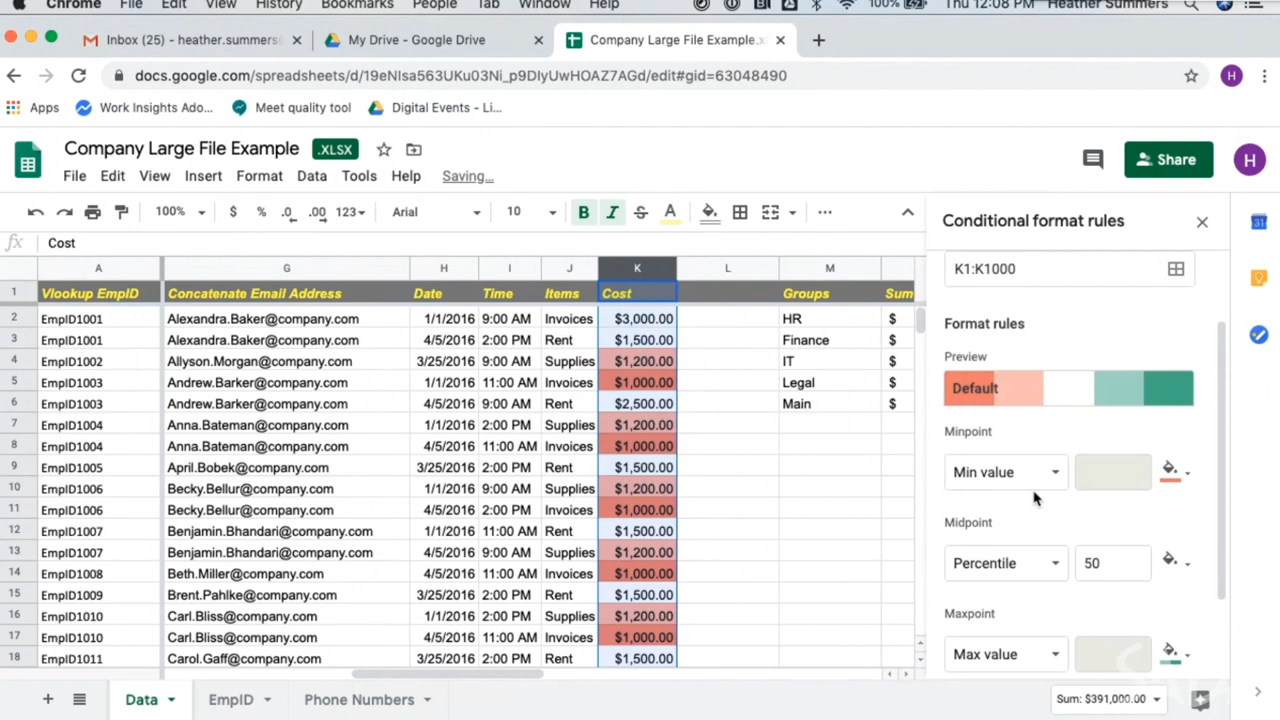 Chrome File Edit View History Bookmarks People Tab Window Help 100% Thu 12:08 PM Heather Summers
Inbox (25) - heather.summers@ My Drive - Google Drive Company Large File Example.x
docs.google.com/spreadsheets/d/19eNIsa563UKu03Ni_p9DIyUwHOAZ7AGd/edit#gid=63048490 H
Apps Work Insights Ado... Meet quality tool Digital Events - Li...
Company Large File Example .XLSX Share H
File Edit View Insert Format Data Tools Help Saving...
100% $ % .0 .00 123 Arial 10 B I S A ...
fx Cost
A G H I J K L M
1 Vlookup EmpID Concatenate Email Address Date Time Items Cost Groups Sum
2 EmpID1001 Alexandra.Baker@company.com 1/1/2016 9:00 AM Invoices $3,000.00 HR $
3 EmpID1001 Alexandra.Baker@company.com 4/5/2016 2:00 PM Rent $1,500.00 Finance $
4 EmpID1002 Allyson.Morgan@company.com 3/25/2016 9:00 AM Supplies $1,200.00 IT $
5 EmpID1003 Andrew.Barker@company.com 1/1/2016 11:00 AM Invoices $1,000.00 Legal $
6 EmpID1003 Andrew.Barker@company.com 4/5/2016 9:00 AM Rent $2,500.00 Main $
7 EmpID1004 Anna.Bateman@company.com 1/1/2016 2:00 PM Supplies $1,200.00
8 EmpID1004 Anna.Bateman@company.com 4/5/2016 11:00 AM Invoices $1,000.00
9 EmpID1005 April.Bobek@company.com 3/25/2016 2:00 PM Rent $1,500.00
10 EmpID1006 Becky.Bellur@company.com 1/1/2016 9:00 AM Supplies $1,200.00
11 EmpID1006 Becky.Bellur@company.com 4/5/2016 2:00 PM Invoices $1,000.00
12 EmpID1007 Benjamin.Bhandari@company.com 1/1/2016 11:00 AM Rent $1,500.00
13 EmpID1007 Benjamin.Bhandari@company.com 4/5/2016 9:00 AM Supplies $1,200.00
14 EmpID1008 Beth.Miller@company.com 4/5/2016 11:00 AM Invoices $1,000.00
15 EmpID1009 Brent.Pahlke@company.com 3/25/2016 2:00 PM Rent $1,500.00
16 EmpID1010 Carl.Bliss@company.com 1/1/2016 2:00 PM Supplies $1,200.00
17 EmpID1010 Carl.Bliss@company.com 4/5/2016 11:00 AM Invoices $1,000.00
18 EmpID1011 Carol.Gaff@company.com 3/25/2016 2:00 PM Rent $1,500.00
Data EmpID Phone Numbers Sum: $391,000.00
Conditional format rules
K1:K1000
Format rules
Preview
Default
Minpoint
Min value
Midpoint
Percentile 50
Maxpoint
Max value
31